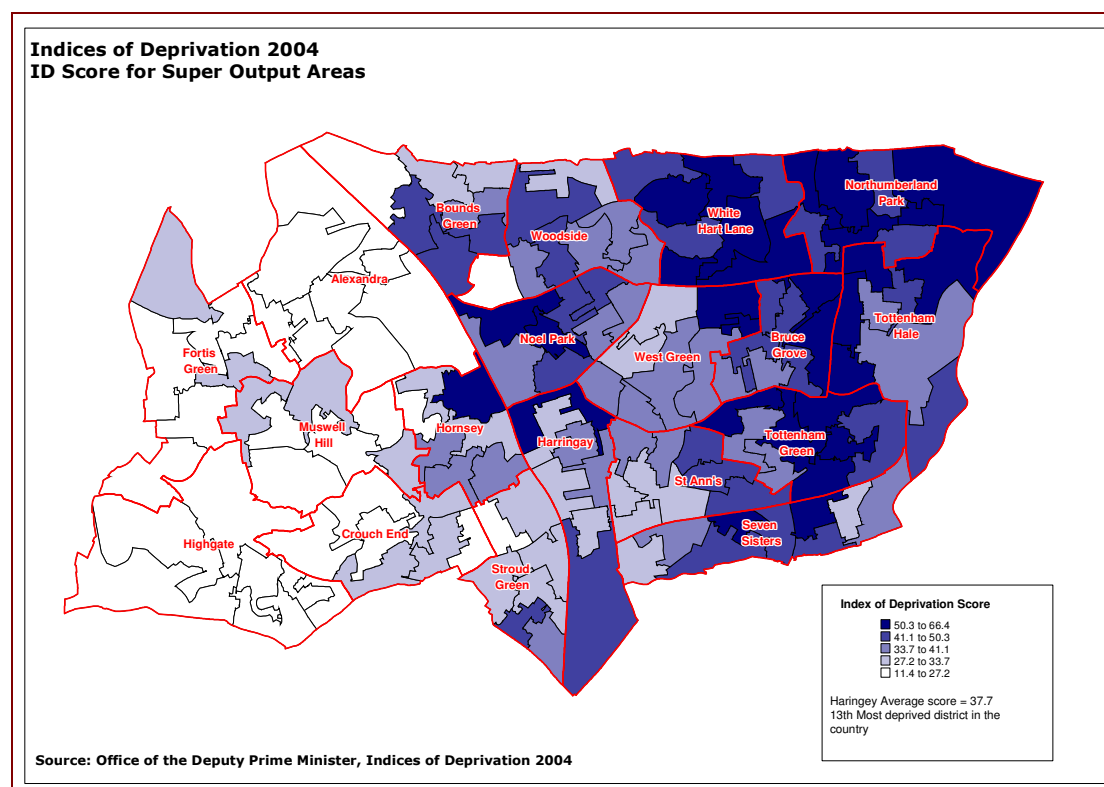 Indices of Deprivation 2004
ID Score for Super Output Areas
Northumberland
Park
Bounds
Green
White
Hart Lane
Woodside
Alexandra
Tottenham
Hale
Noel Park
Bruce
Grove
Fortis
Green
West Green
Muswell
Hill
Hornsey
Harringay
Tottenham
Green
St Ann's
Highgate
Crouch End
Seven
Sisters
Stroud
Green
Index of Deprivation Score
50.3 to 66.4
41.1 to 50.3
33.7 to 41.1
27.2 to 33.7
11.4 to 27.2
Haringey Average score = 37.7
13th Most deprived district in the
country
Source: Office of the Deputy Prime Minister, Indices of Deprivation 2004